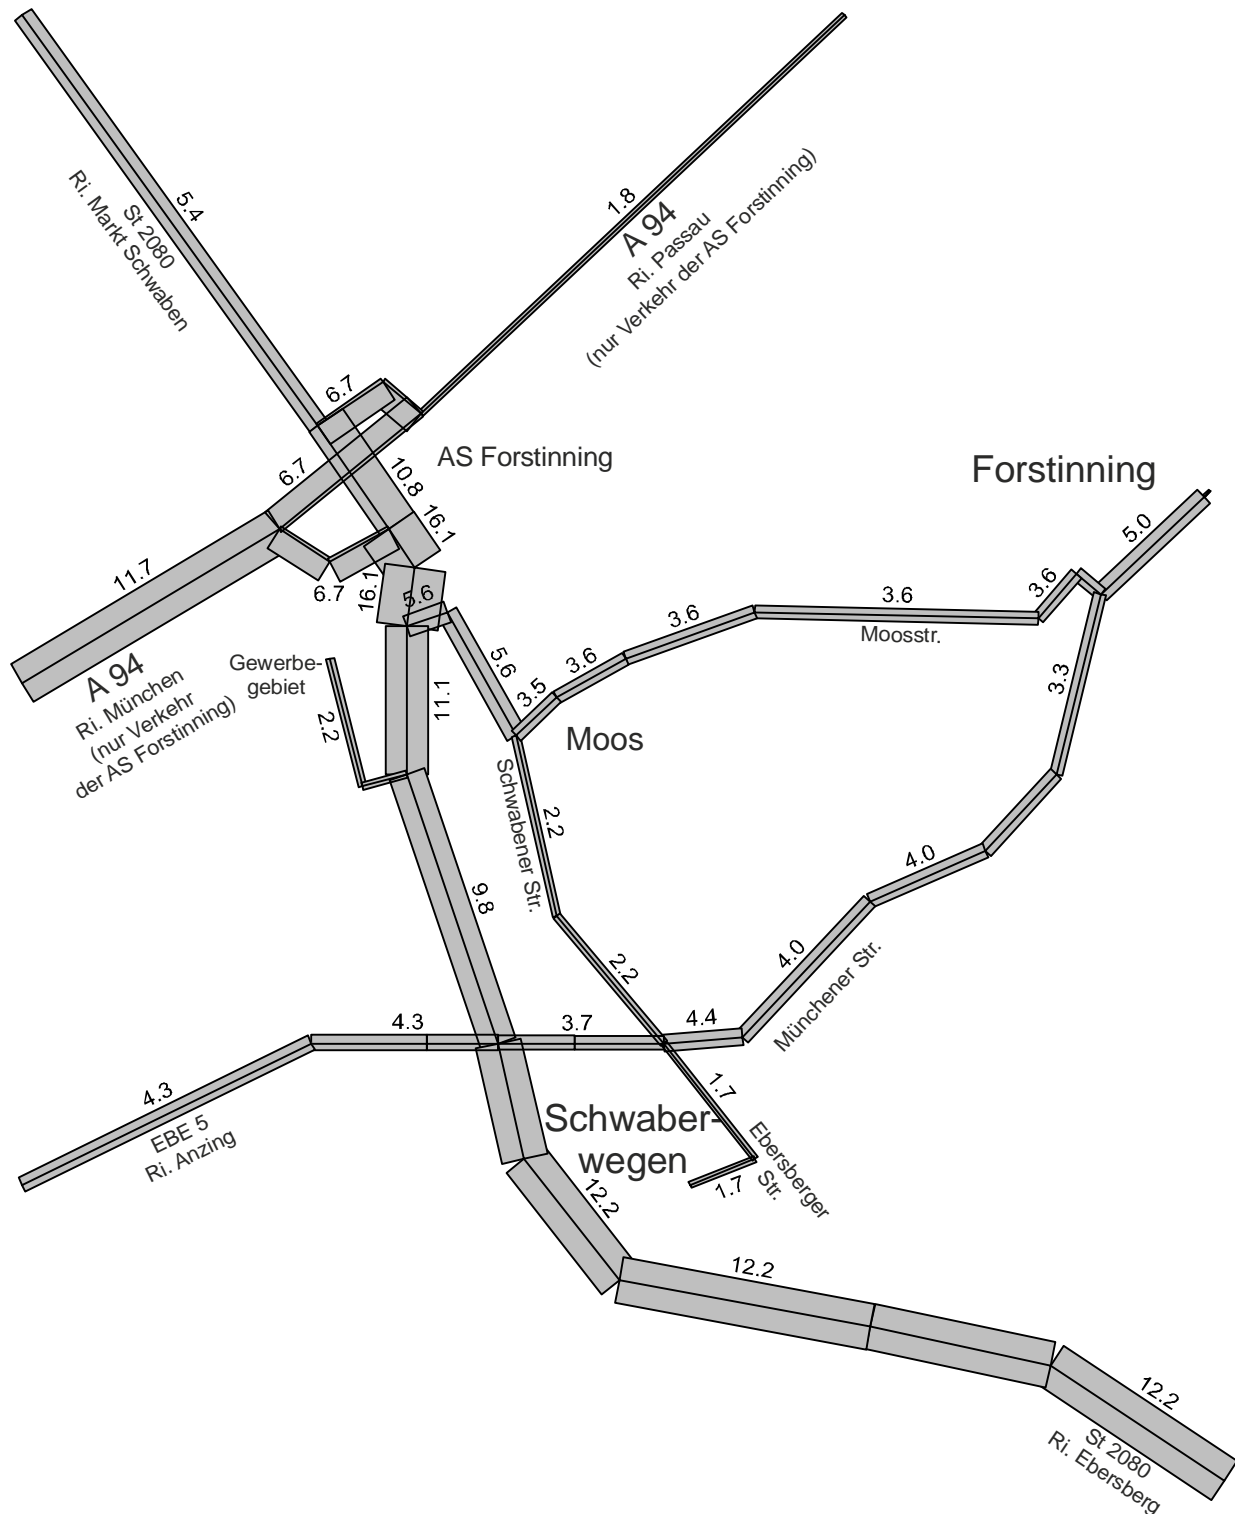 5.4
St 2080
Ri. Markt Schwaben
1.8
A 94
Ri. Passau
(nur Verkehr der AS Forstinning)
6.7
AS Forstinning
6.7
10.8
16.1
Forstinning
5.0
11.7
6.7
16.1
5.6
3.6
3.6
Moosstr.
3.6
3.6
5.6
3.5
Moos
A 94
Ri. München
(nur Verkehr
der AS Forstinning)
Gewerbe-
gebiet
2.2
11.1
3.3
Schwabener Str.
2.2
4.0
9.8
2.2
4.0
Münchener Str.
4.3
3.7
4.4
4.3
EBE 5
Ri. Anzing
1.7
Schwaber-
wegen
Ebersberger
Str.
1.7
12.2
12.2
12.2
St 2080
Ri. Ebersberg